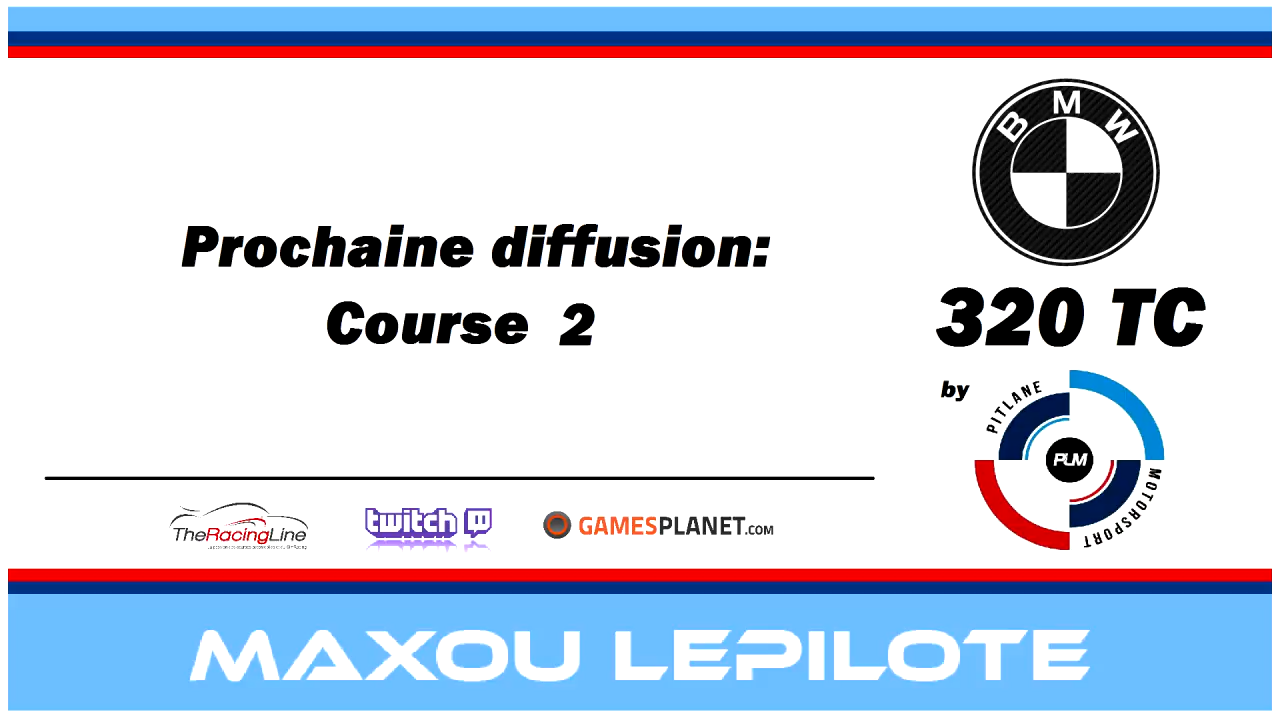 BMW
Prochaine diffusion:
Course 2
320 TC
by
PITLANE
PLM
MOTORSPORT
TheRacingLine
twitch
GAMESPLANET.COM
MAXOU LEPILOTE